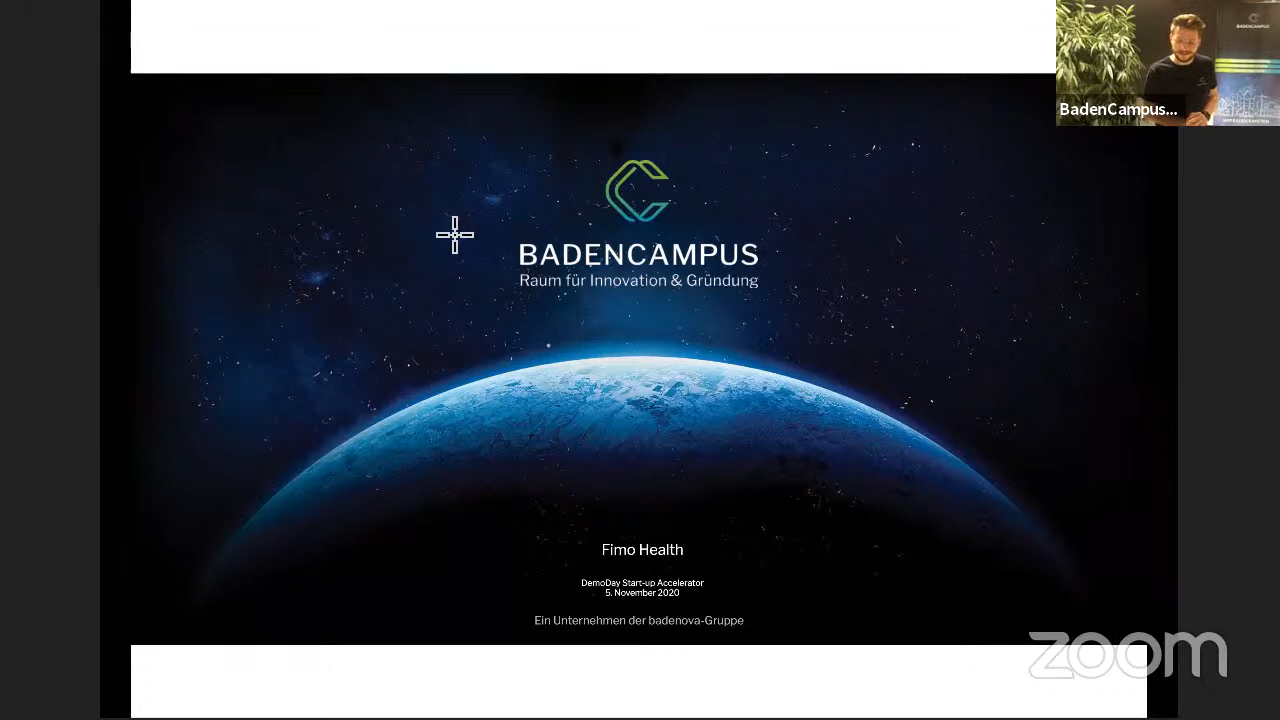 BADENCAMPUS
BadenCampus...
BADENCAMPUS
Raum für Innovation & Gründung
Fimo Health
DemoDay Start-up Accelerator
5. November 2020
Ein Unternehmen der badenova-Gruppe
zoom